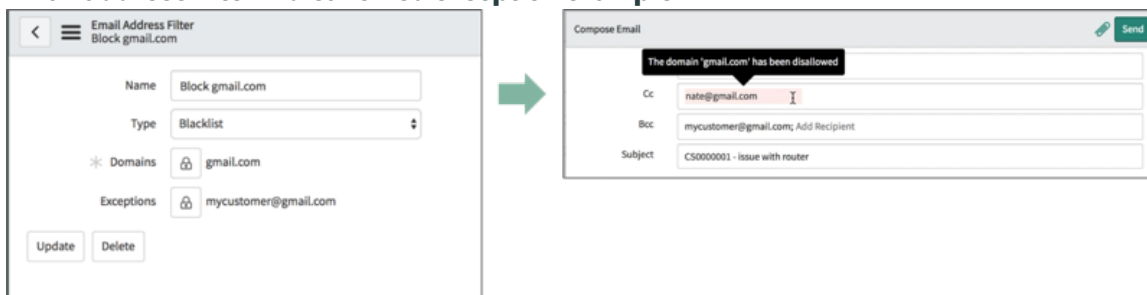 Email Address Filter
Block gmail.com
Name Block gmail.com
Type Blacklist
Domains gmail.com
Exceptions mycustomer@gmail.com
Update Delete
Compose Email Send
The domain 'gmail.com' has been disallowed
Cc nate@gmail.com
Bcc mycustomer@gmail.com; Add Recipient
Subject CS0000001 - issue with router